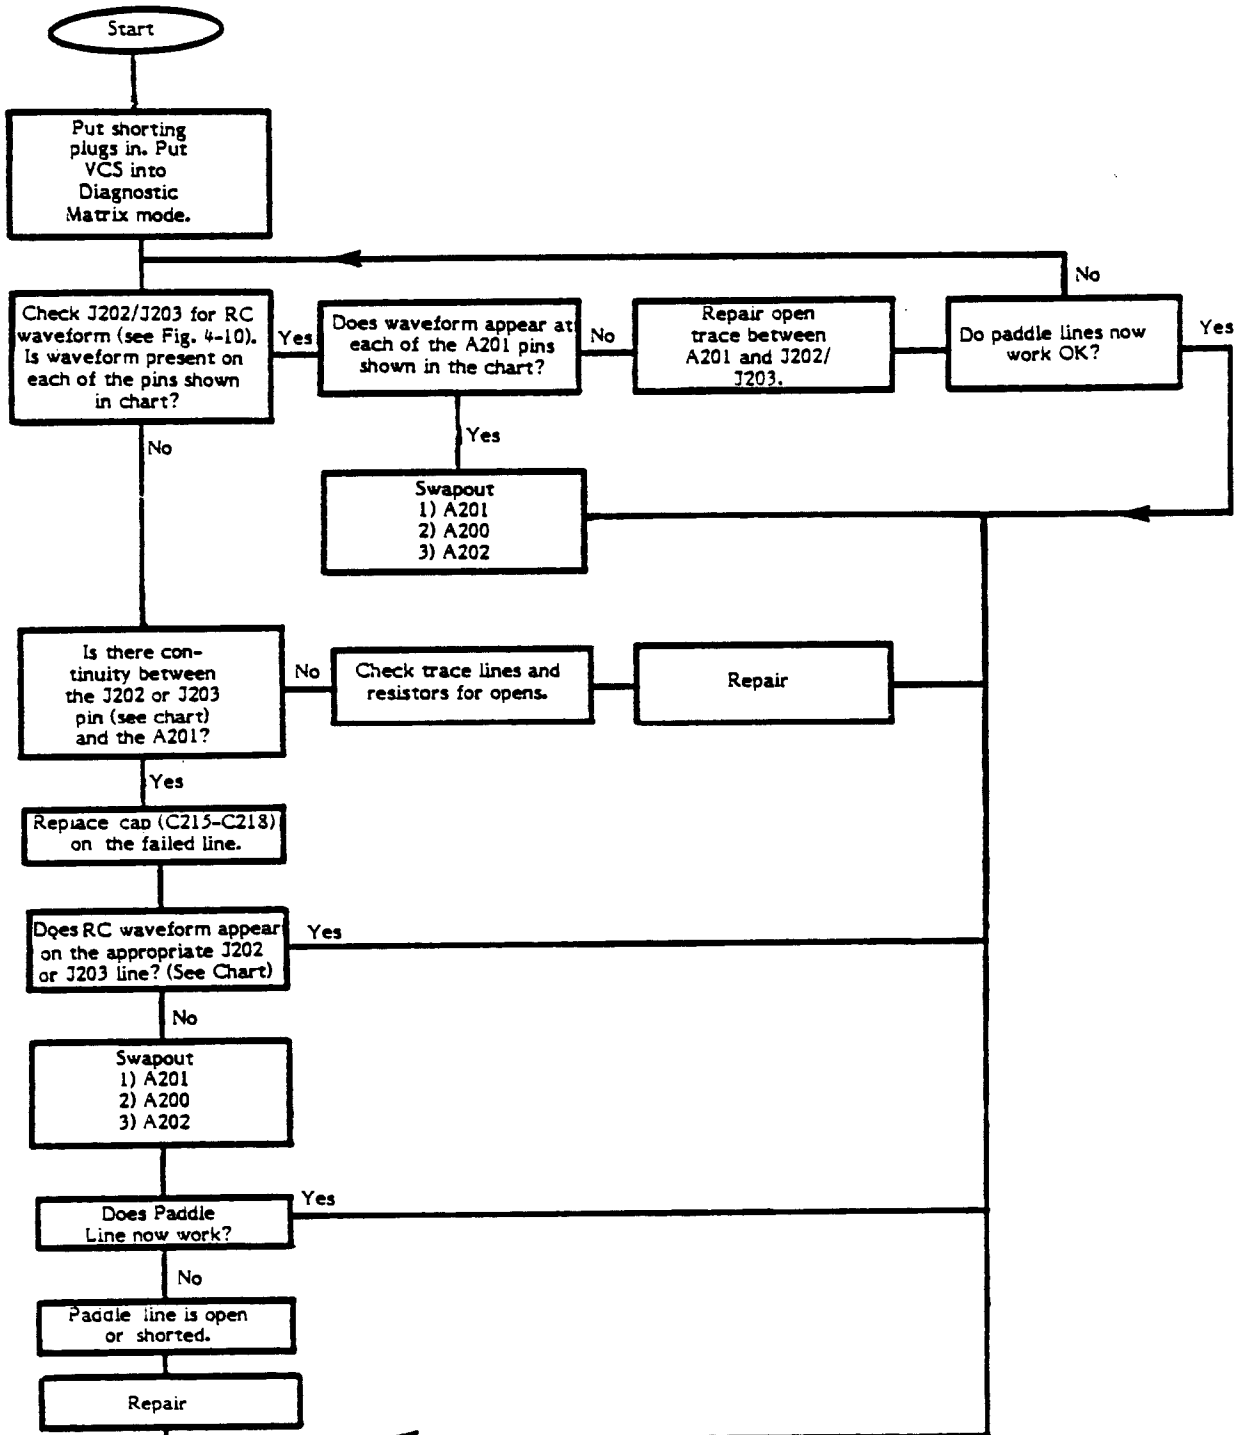 Start
Put shorting
plugs in. Put
VCS into
Diagnostic
Matrix mode.
No
Check J202/J203 for RC
waveform (see Fig. 4-10).
Is waveform present on
each of the pins shown
in chart?
Yes
Does waveform appear at
each of the A201 pins
shown in the chart?
No
Repair open
trace between
A201 and J202/
J203.
Do paddle lines now
work OK?
Yes
No
Yes
Swapout
1) A201
2) A200
3) A202
Is there con-
tinuity between
the J202 or J203
pin (see chart)
and the A201?
No
Check trace lines and
resistors for opens.
Repair
Yes
Replace cap (C215-C218)
on the failed line.
Does RC waveform appear
on the appropriate J202
or J203 line? (See Chart)
Yes
No
Swapout
1) A201
2) A200
3) A202
Does Paddle
Line now work?
Yes
No
Paddle line is open
or shorted.
Repair